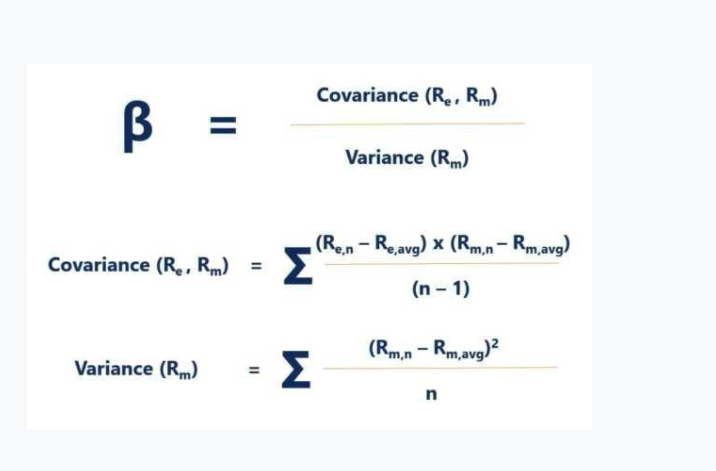 β = Covariance (Rₑ, Rₘ)
Variance (Rₘ)
Covariance (Rₑ, Rₘ) = Σ (Rₑ,ₙ – Rₑ,avg) x (Rₘ,ₙ – Rₘ,avg)
(n – 1)
Variance (Rₘ) = Σ (Rₘ,ₙ – Rₘ,avg)²
n